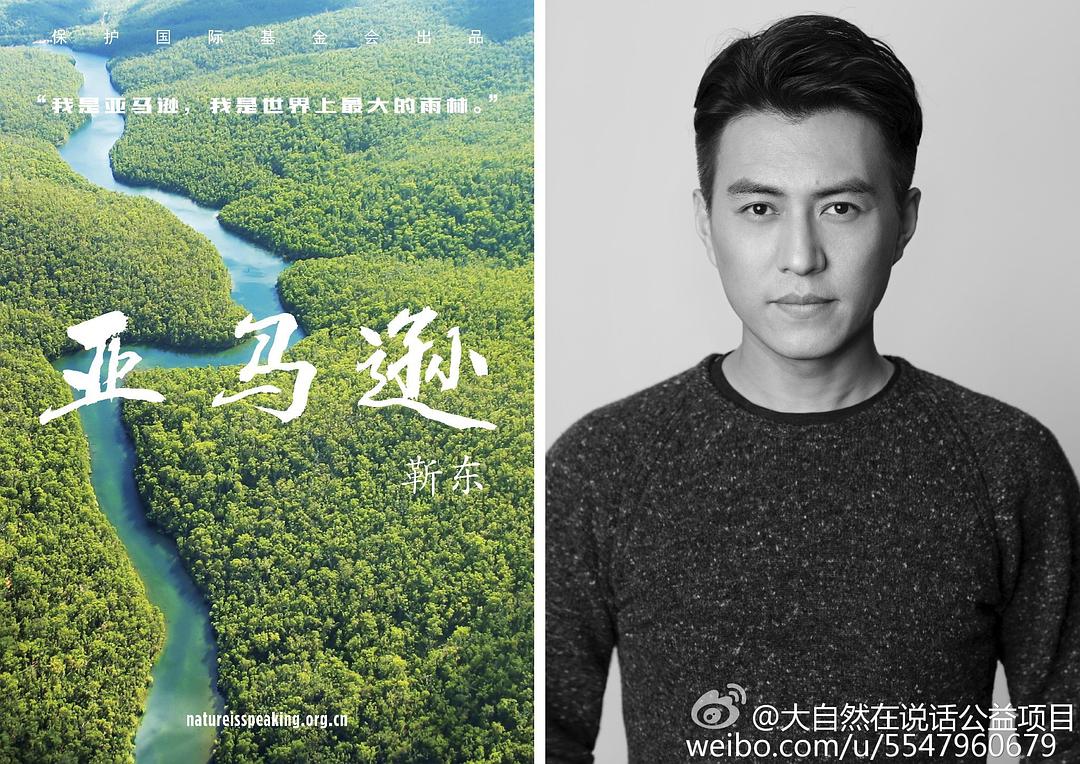 保护国际基金会出品
“我是亚马逊，我是世界上最大的雨林。”
亚马逊
靳东
natureisspeaking.org.cn
@大自然在说话公益项目
weibo.com/u/5547960679